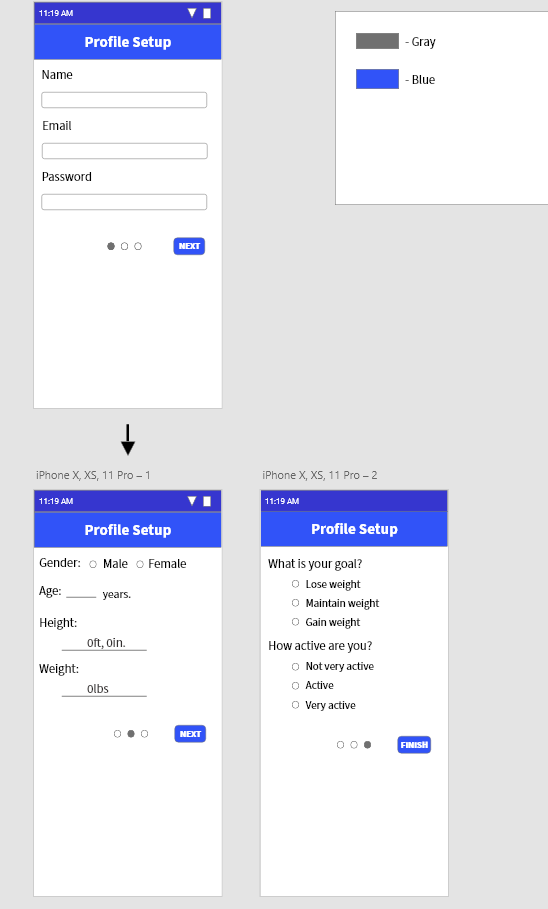 11:19 AM
Profile Setup
Name
Email
Password
NEXT
- Gray
- Blue
iPhone X, XS, 11 Pro – 1
11:19 AM
Profile Setup
Gender: Male Female
Age: years.
Height:
0ft, 0in.
Weight:
0lbs
NEXT
iPhone X, XS, 11 Pro – 2
11:19 AM
Profile Setup
What is your goal?
Lose weight
Maintain weight
Gain weight
How active are you?
Not very active
Active
Very active
FINISH